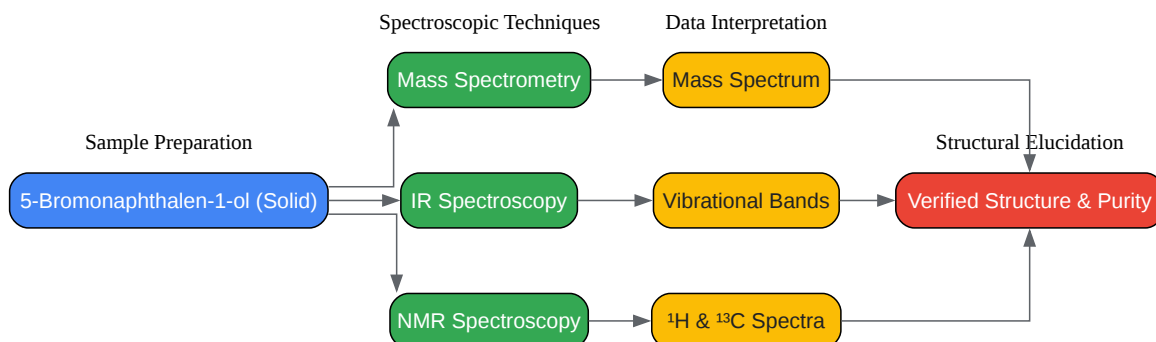 Spectroscopic Techniques
Data Interpretation
Mass Spectrometry
Mass Spectrum
Sample Preparation
Structural Elucidation
5-Bromonaphthalen-1-ol (Solid)
IR Spectroscopy
Vibrational Bands
Verified Structure & Purity
NMR Spectroscopy
¹H & ¹³C Spectra